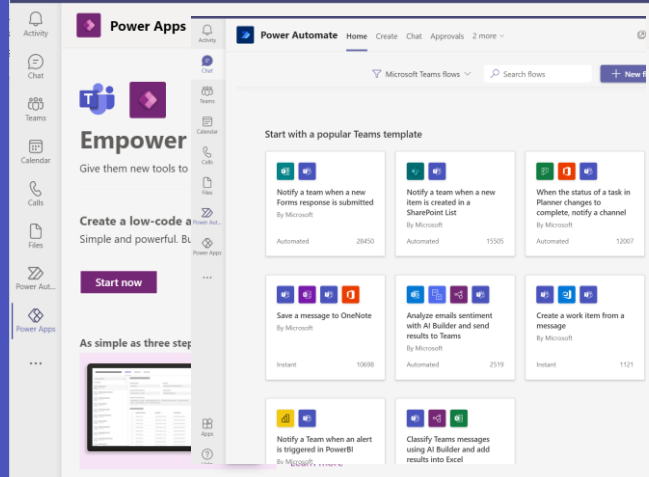 Activity
Chat
Teams
Calendar
Calls
Files
Power Aut...
Power Apps
...
Power Apps
Empower
Give them new tools to
Create a low-code a
Simple and powerful. Bu
Start now
As simple as three step
Learn more
Activity
Chat
Teams
Calendar
Calls
Files
Power Aut...
Power Apps
...
Apps
Help
Power Automate Home Create Chat Approvals 2 more
Microsoft Teams flows
Search flows
+ New f
Start with a popular Teams template
Notify a team when a new
Forms response is submitted
By Microsoft
Automated 28450
Notify a team when a new
item is created in a
SharePoint List
By Microsoft
Automated 15505
When the status of a task in
Planner changes to
complete, notify a channel
By Microsoft
Automated 12007
Save a message to OneNote
By Microsoft
Instant 10698
Analyze emails sentiment
with AI Builder and send
results to Teams
By Microsoft
Automated 2519
Create a work item from a
message
By Microsoft
Instant 1121
Notify a Team when an alert
is triggered in PowerBI
By Microsoft
Classify Teams messages
using AI Builder and add
results into Excel